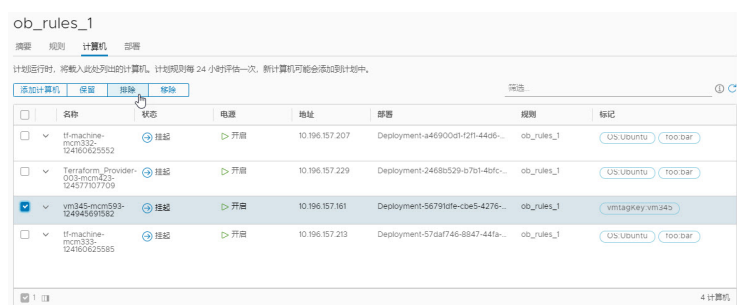 ob_rules_1
摘要 规则 计算机 部署
计划运行时，将载入此处列出的计算机。计划规则每 24 小时评估一次，新计算机可能会添加到计划中。
添加计算机 保留 排除 移除 筛选...
名称 状态 电源 地址 部署 规则 标记
tf-machine-mcm332-124160625552 挂起 开启 10.196.157.207 Deployment-a46900d1-f2f1-44d6-... ob_rules_1 OS:Ubuntu foo:bar
Terraform_Provider-003-mcm423-124577107709 挂起 开启 10.196.157.229 Deployment-2468b529-b7b1-4bfc-... ob_rules_1 OS:Ubuntu foo:bar
vm345-mcm593-124945691582 挂起 开启 10.196.157.161 Deployment-56791dfe-cbe5-4276-... ob_rules_1 vmtagKey:vm345
tf-machine-mcm333-124160625585 挂起 开启 10.196.157.213 Deployment-57daf746-8847-44fa-... ob_rules_1 OS:Ubuntu foo:bar
1 4 计算机